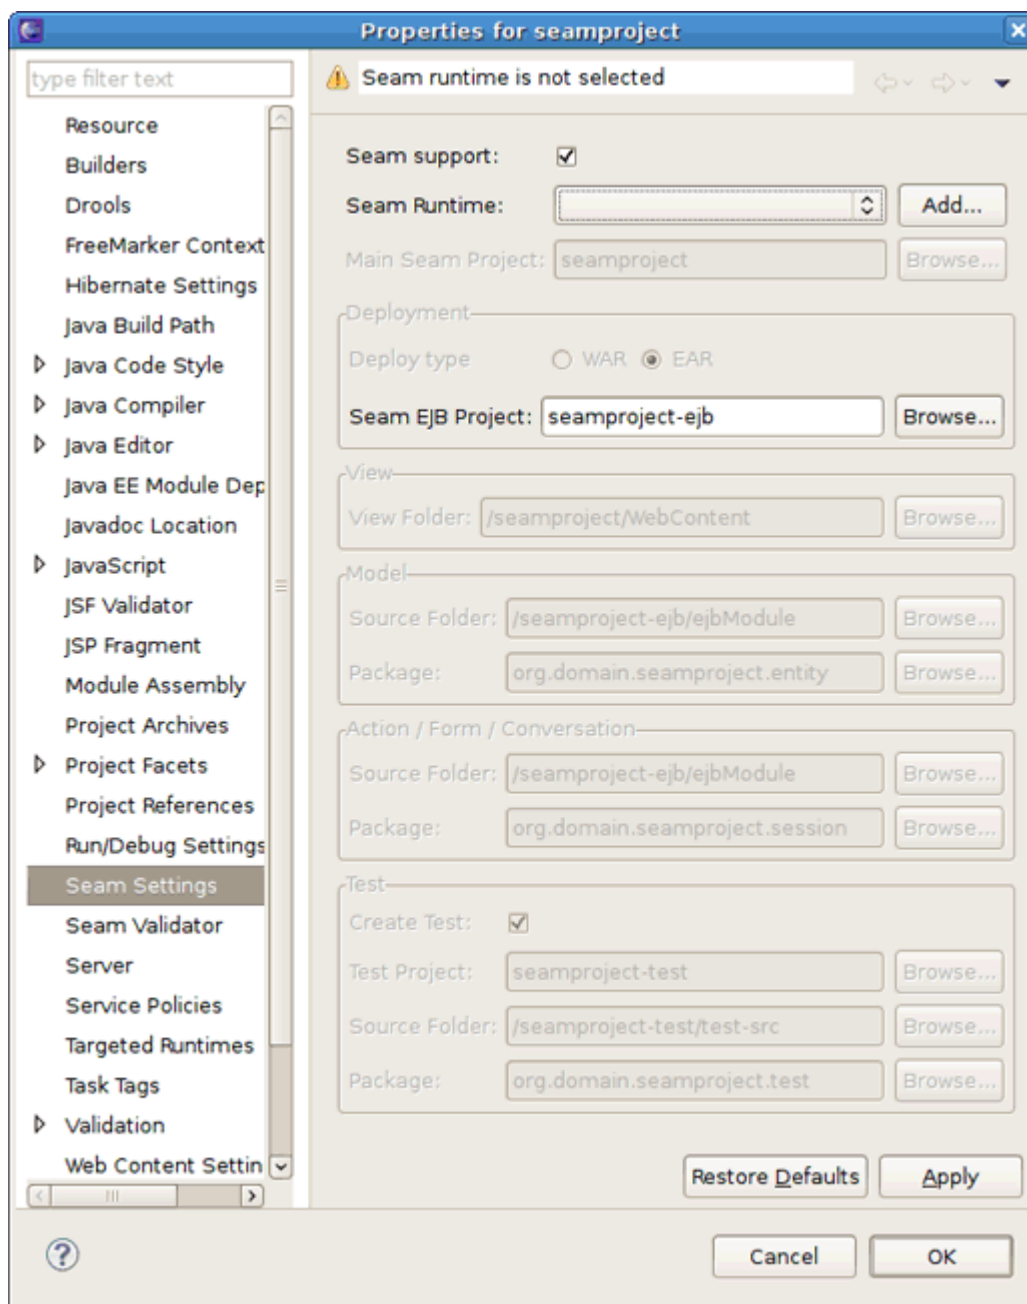 Properties for seamproject
type filter text
Seam runtime is not selected
Resource
Builders
Drools
FreeMarker Context
Hibernate Settings
Java Build Path
Java Code Style
Java Compiler
Java Editor
Java EE Module Dep
Javadoc Location
JavaScript
JSF Validator
JSP Fragment
Module Assembly
Project Archives
Project Facets
Project References
Run/Debug Settings
Seam Settings
Seam Validator
Server
Service Policies
Targeted Runtimes
Task Tags
Validation
Web Content Settin
Seam support:
Seam Runtime: Add...
Main Seam Project: seamproject Browse...
Deployment
Deploy type WAR EAR
Seam EJB Project: seamproject-ejb Browse...
View
View Folder: /seamproject/WebContent Browse...
Model
Source Folder: /seamproject-ejb/ejbModule Browse...
Package: org.domain.seamproject.entity Browse...
Action / Form / Conversation
Source Folder: /seamproject-ejb/ejbModule Browse...
Package: org.domain.seamproject.session Browse...
Test
Create Test:
Test Project: seamproject-test Browse...
Source Folder: /seamproject-test/test-src Browse...
Package: org.domain.seamproject.test Browse...
Restore Defaults Apply
? Cancel OK